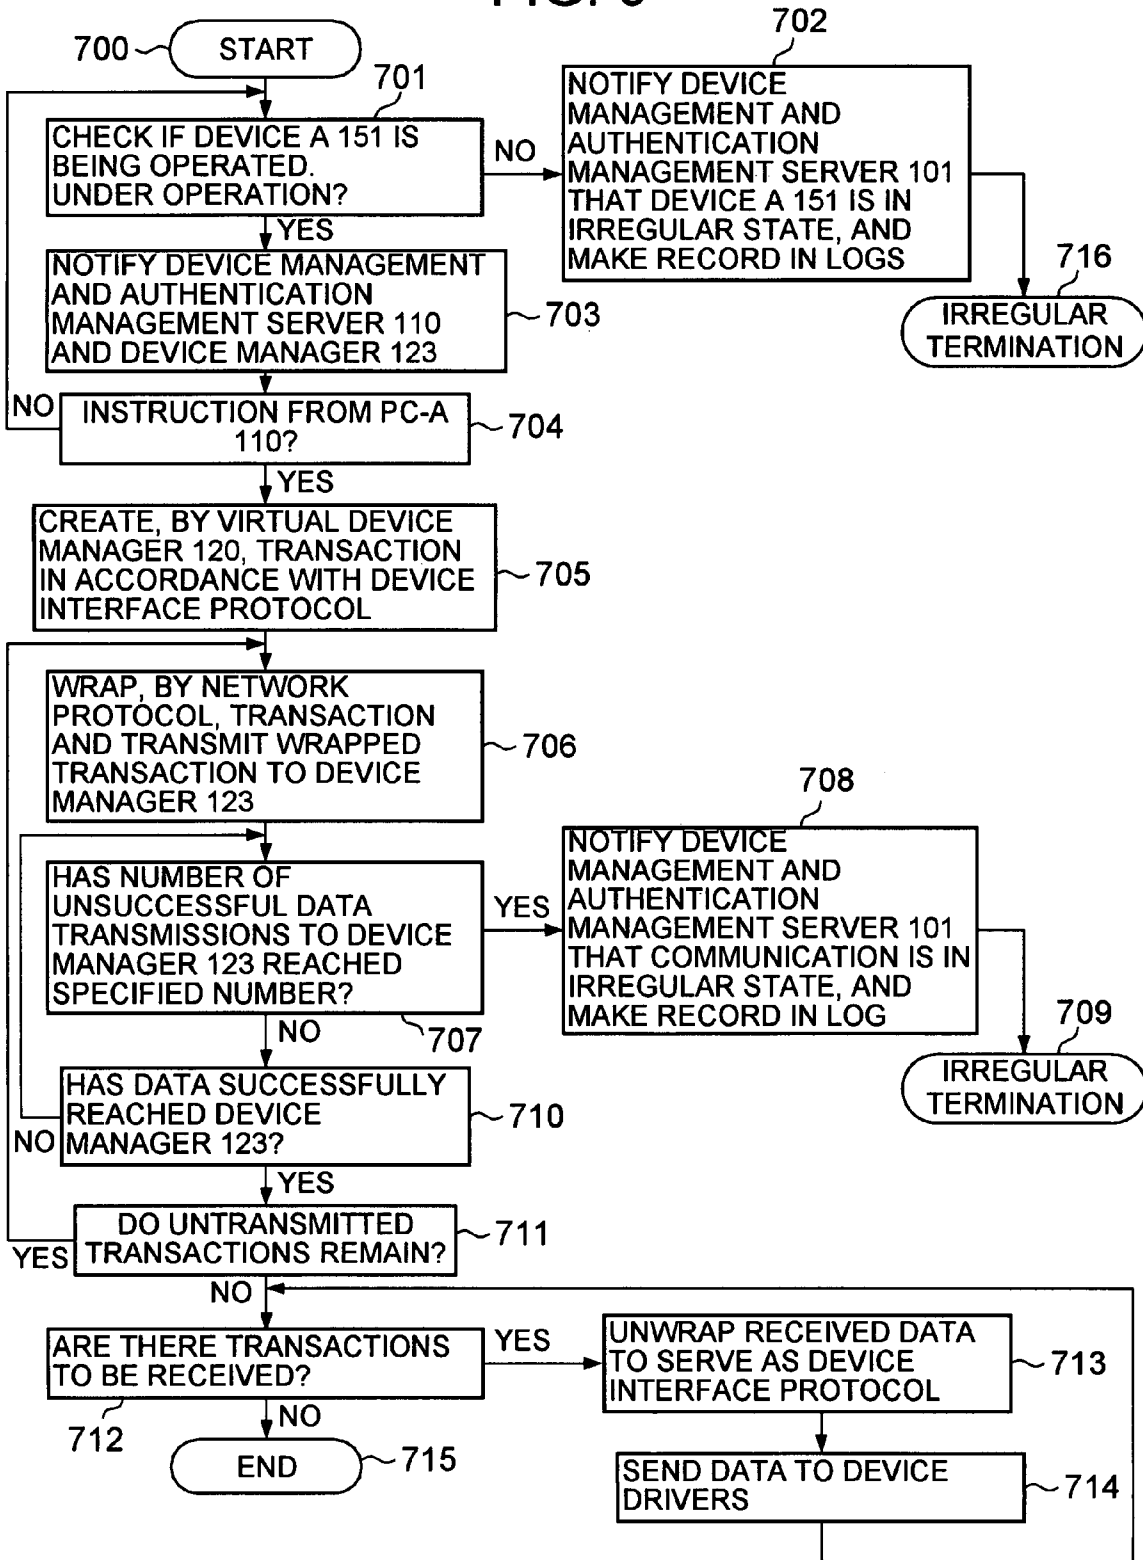 700
START
701
CHECK IF DEVICE A 151 IS
BEING OPERATED.
UNDER OPERATION?
NO
702
NOTIFY DEVICE
MANAGEMENT AND
AUTHENTICATION
MANAGEMENT SERVER 101
THAT DEVICE A 151 IS IN
IRREGULAR STATE, AND
MAKE RECORD IN LOGS
716
IRREGULAR
TERMINATION
YES
NOTIFY DEVICE MANAGEMENT
AND AUTHENTICATION
MANAGEMENT SERVER 110
AND DEVICE MANAGER 123
703
NO
INSTRUCTION FROM PC-A
110?
704
YES
CREATE, BY VIRTUAL DEVICE
MANAGER 120, TRANSACTION
IN ACCORDANCE WITH DEVICE
INTERFACE PROTOCOL
705
WRAP, BY NETWORK
PROTOCOL, TRANSACTION
AND TRANSMIT WRAPPED
TRANSACTION TO DEVICE
MANAGER 123
706
HAS NUMBER OF
UNSUCCESSFUL DATA
TRANSMISSIONS TO DEVICE
MANAGER 123 REACHED
SPECIFIED NUMBER?
707
YES
708
NOTIFY DEVICE
MANAGEMENT AND
AUTHENTICATION
MANAGEMENT SERVER 101
THAT COMMUNICATION IS IN
IRREGULAR STATE, AND
MAKE RECORD IN LOG
709
IRREGULAR
TERMINATION
NO
HAS DATA SUCCESSFULLY
REACHED DEVICE
MANAGER 123?
710
NO
YES
DO UNTRANSMITTED
TRANSACTIONS REMAIN?
711
YES
NO
ARE THERE TRANSACTIONS
TO BE RECEIVED?
712
YES
UNWRAP RECEIVED DATA
TO SERVE AS DEVICE
INTERFACE PROTOCOL
713
NO
END
715
SEND DATA TO DEVICE
DRIVERS
714